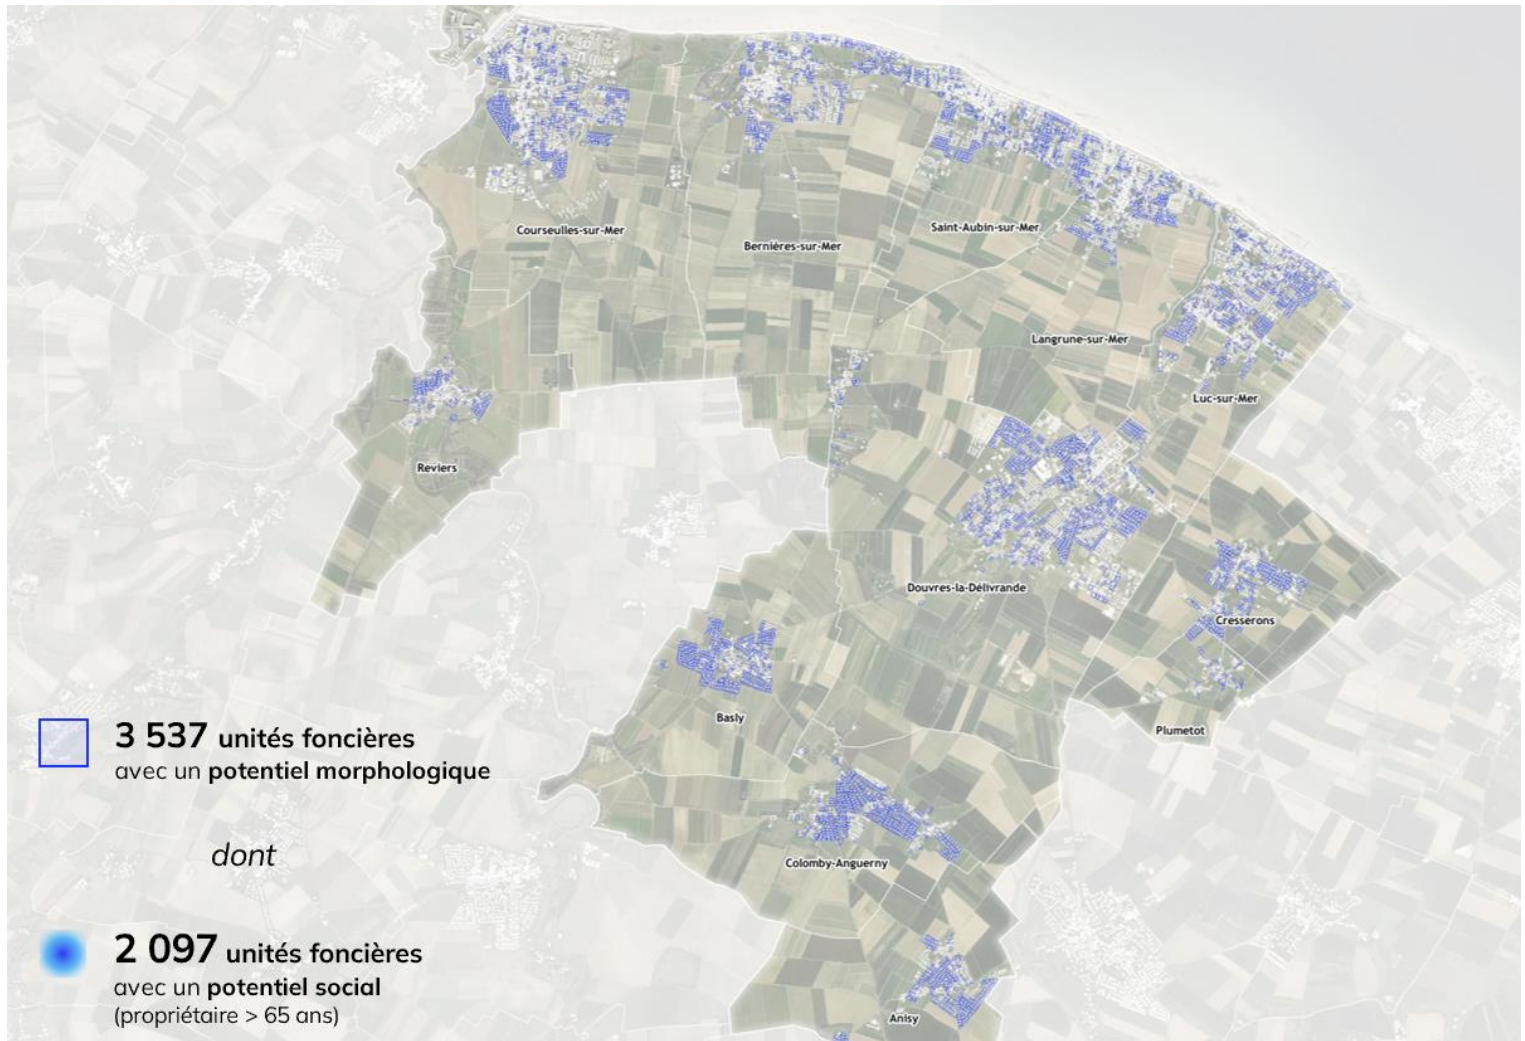 Courseulles-sur-Mer
Bernières-sur-Mer
Saint-Aubin-sur-Mer
Langrune-sur-Mer
Luc-sur-Mer
Reviers
Douvres-la-Délivrande
Cresserons
Basly
Plumetot
Colomby-Anguerny
Anisy
3 537 unités foncières
avec un potentiel morphologique
dont
2 097 unités foncières
avec un potentiel social
(propriétaire > 65 ans)